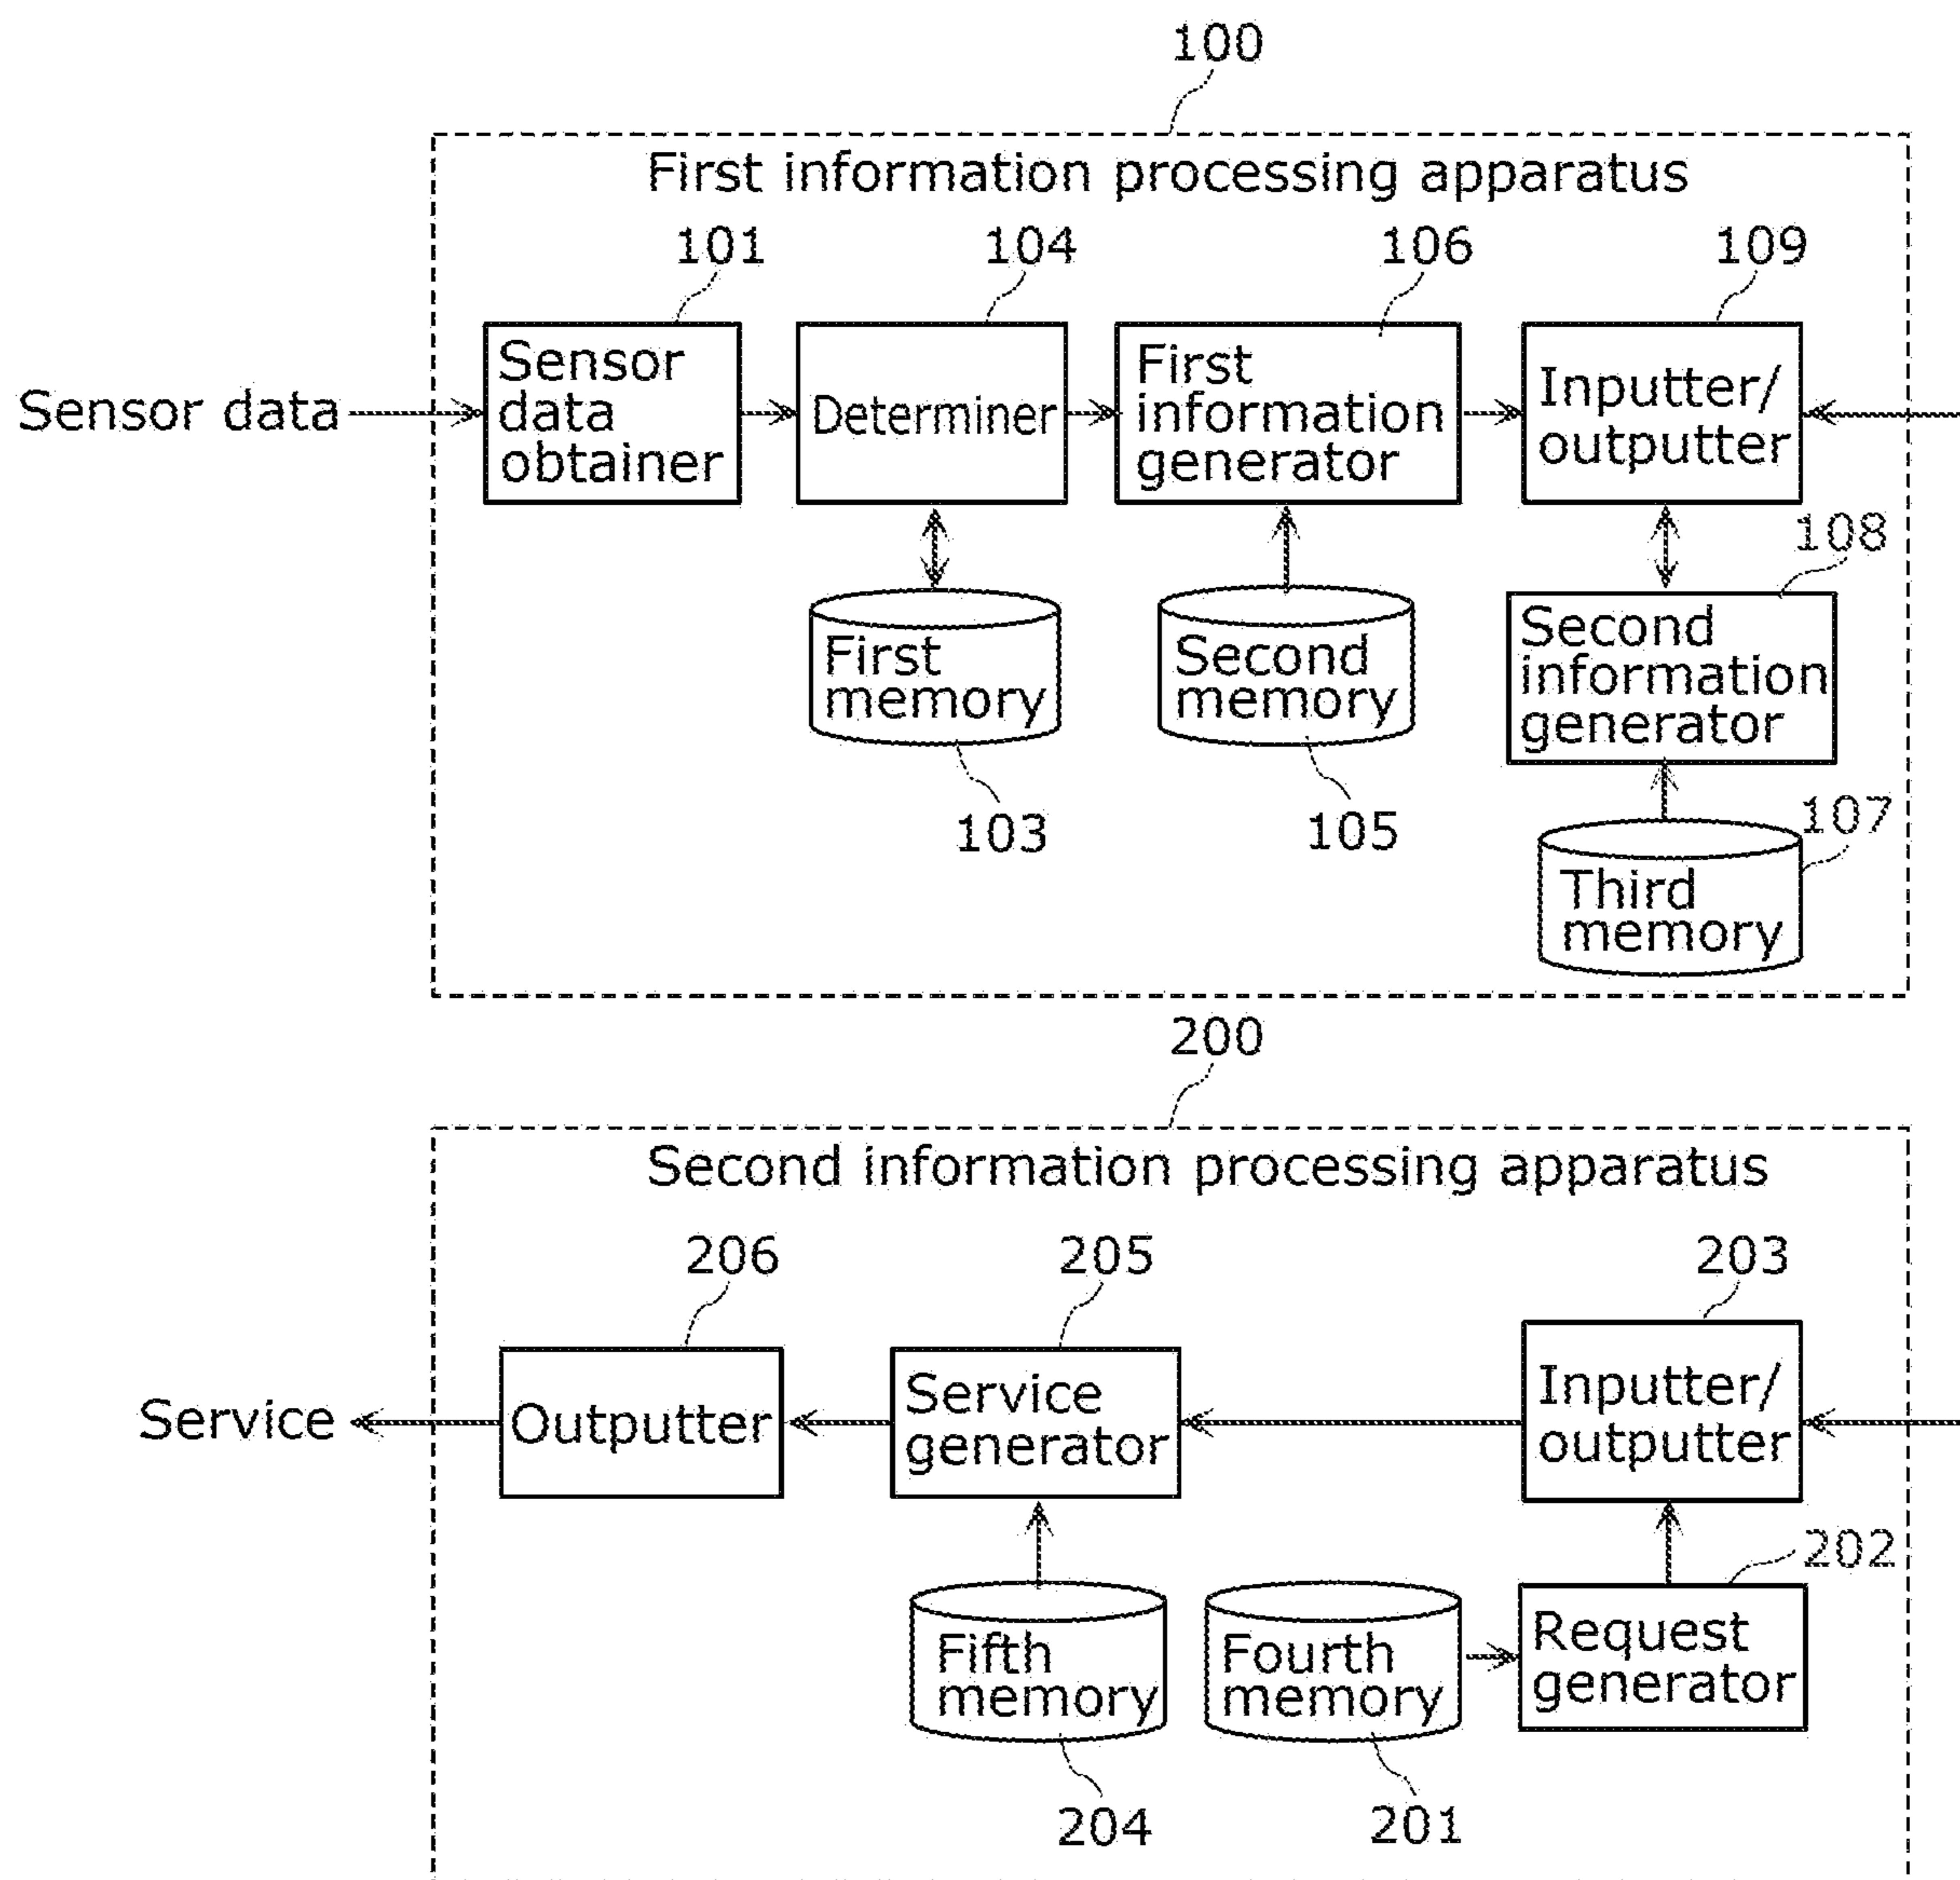 100
First information processing apparatus
101
104
106
109
Sensor data
Sensor
data
obtainer
Determiner
First
information
generator
Inputter/
outputter
108
First
memory
Second
memory
Second
information
generator
103
105
107
Third
memory
200
Second information processing apparatus
206
205
203
Service
Outputter
Service
generator
Inputter/
outputter
202
Fifth
memory
Fourth
memory
Request
generator
204
201